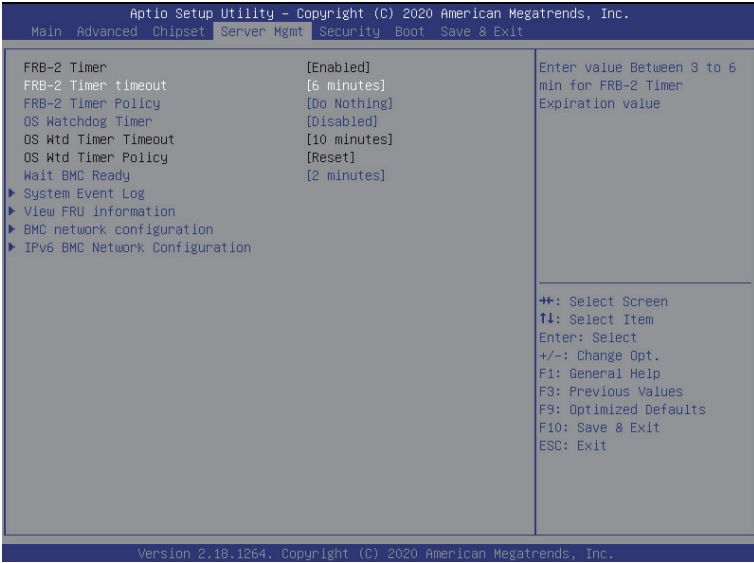 Aptio Setup Utility – Copyright (C) 2020 American Megatrends, Inc.
Main Advanced Chipset Server Mgmt Security Boot Save & Exit
FRB-2 Timer [Enabled]
FRB-2 Timer timeout [6 minutes]
FRB-2 Timer Policy [Do Nothing]
OS Watchdog Timer [Disabled]
OS Wtd Timer Timeout [10 minutes]
OS Wtd Timer Policy [Reset]
Wait BMC Ready [2 minutes]
System Event Log
View FRU information
BMC network configuration
IPv6 BMC Network Configuration
Enter value Between 3 to 6
min for FRB-2 Timer
Expiration value
→←: Select Screen
↑↓: Select Item
Enter: Select
+/-: Change Opt.
F1: General Help
F3: Previous Values
F9: Optimized Defaults
F10: Save & Exit
ESC: Exit
Version 2.18.1264. Copyright (C) 2020 American Megatrends, Inc.